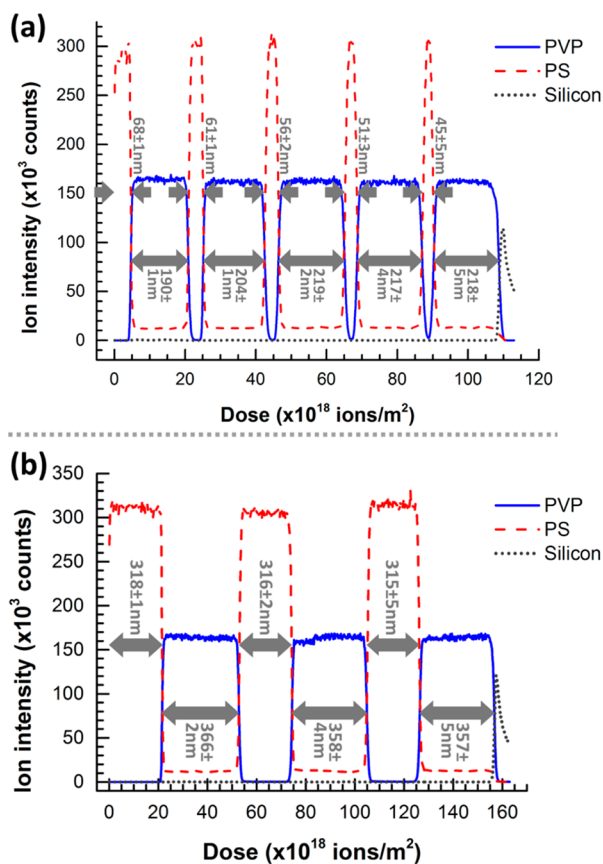 (a)
Ion intensity (x10³ counts)
300
250
200
150
100
50
0
68±1nm
61±1nm
56±2nm
51±3nm
45±5nm
190±
1nm
204±
1nm
219±
2nm
217±
4nm
218±
5nm
PVP
PS
Silicon
0 20 40 60 80 100 120
Dose (x10¹⁸ ions/m²)
(b)
Ion intensity (x10³ counts)
350
300
250
200
150
100
50
0
318±1nm
316±2nm
315±5nm
366±
2nm
358±
4nm
357±
5nm
PVP
PS
Silicon
0 20 40 60 80 100 120 140 160
Dose (x10¹⁸ ions/m²)